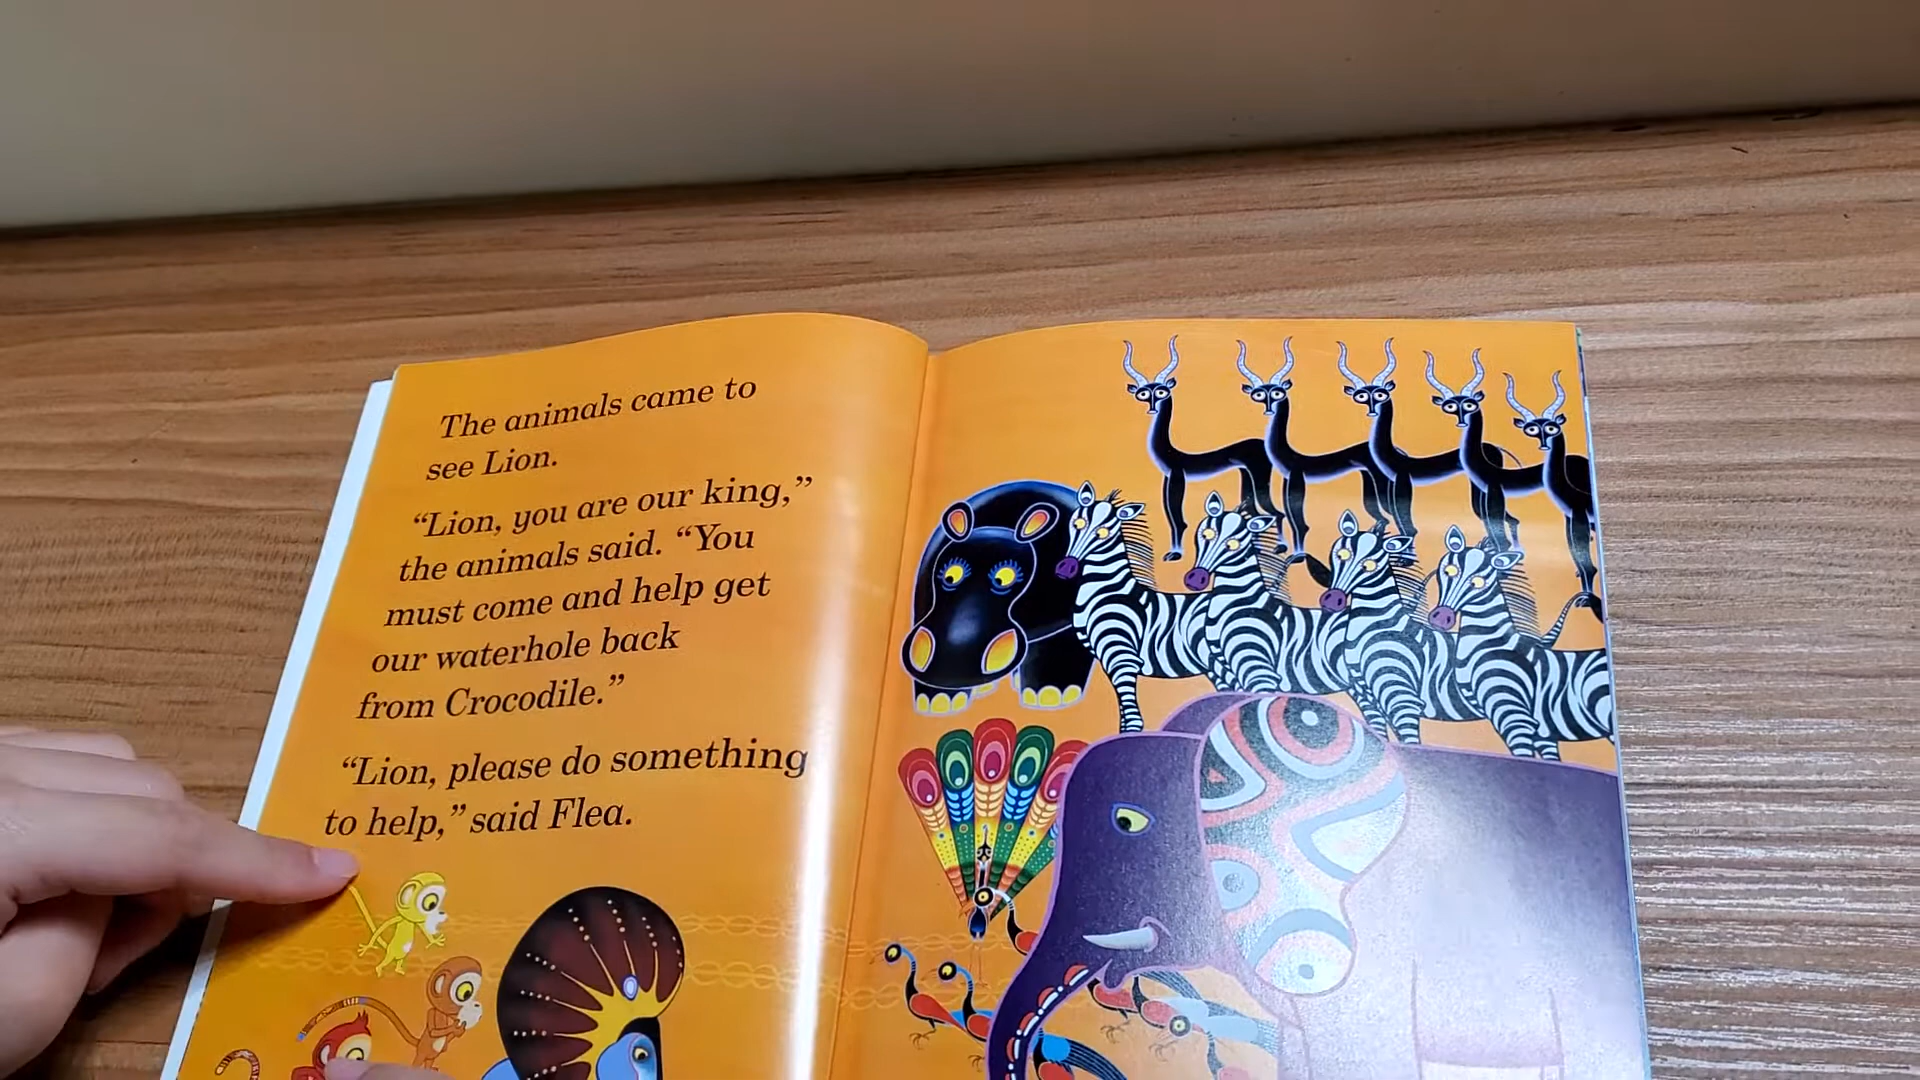 The animals came to
see Lion.
“Lion, you are our king,”
the animals said. “You
must come and help get
our waterhole back
from Crocodile.”
“Lion, please do something
to help,” said Flea.